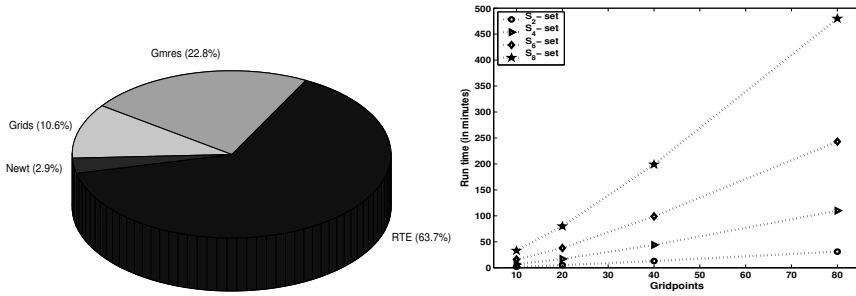 Gmres (22.8%)
Grids (10.6%)
Newt (2.9%)
RTE (63.7%)
500
450
400
350
300
250
200
150
100
50
0
Run time (in minutes)
S2 − set
S4 − set
S6 − set
S8 − set
10 20 30 40 50 60 70 80
Gridpoints